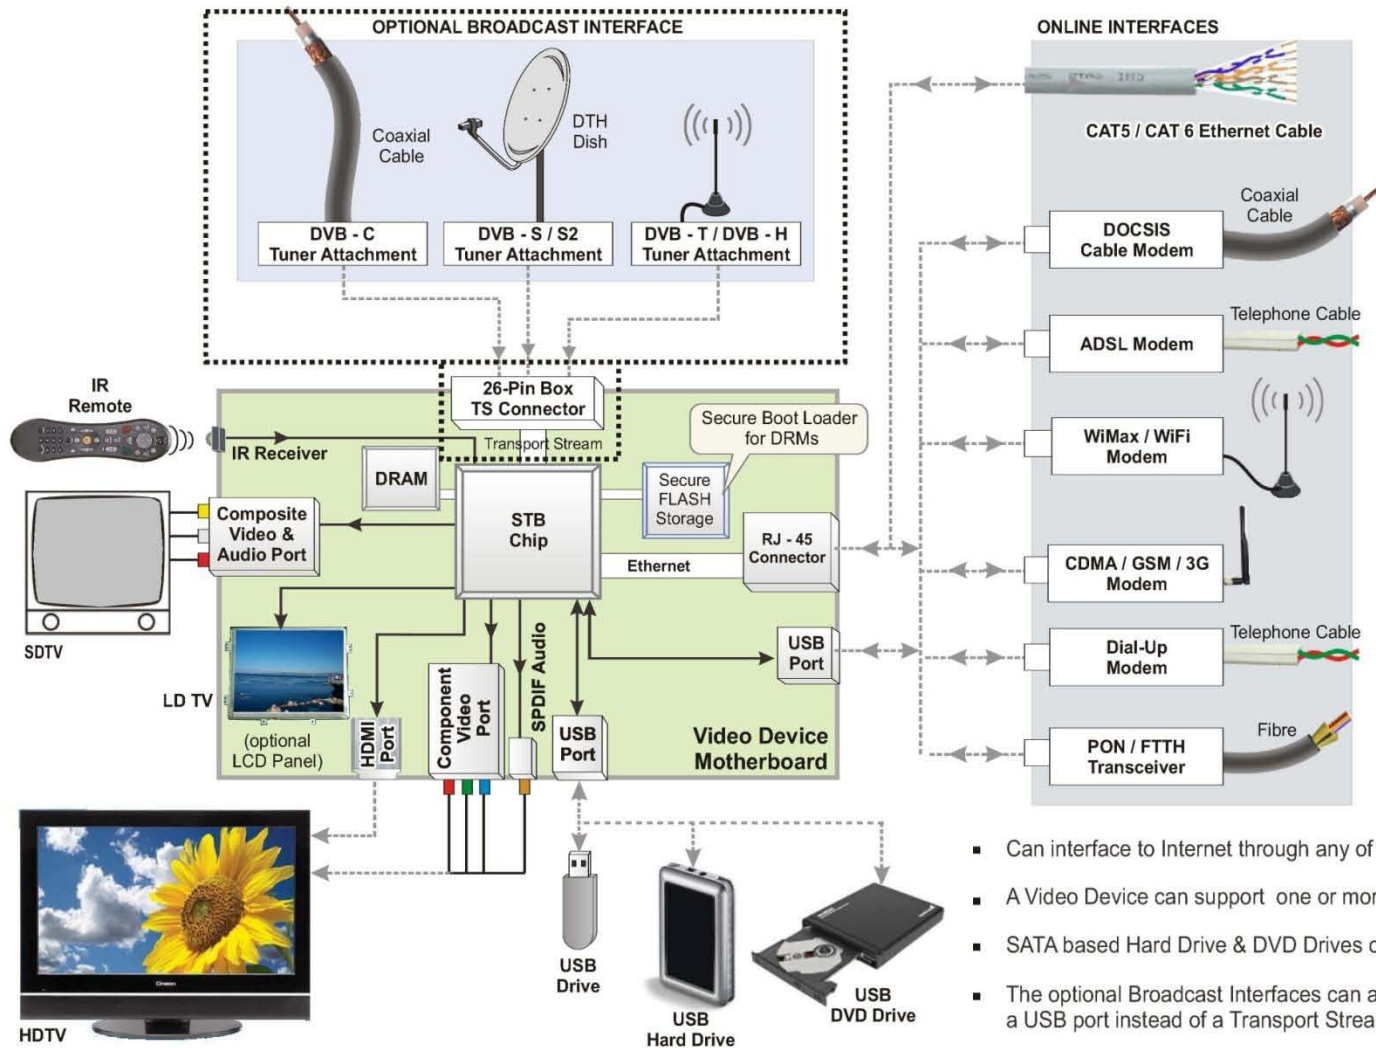 OPTIONAL BROADCAST INTERFACE
Coaxial
Cable
DTH
Dish
DVB - C
Tuner Attachment
DVB - S / S2
Tuner Attachment
DVB - T / DVB - H
Tuner Attachment
ONLINE INTERFACES
CAT5 / CAT 6 Ethernet Cable
Coaxial
Cable
DOCSIS
Cable Modem
Telephone Cable
ADSL Modem
WiMax / WiFi
Modem
CDMA / GSM / 3G
Modem
Telephone Cable
Dial-Up
Modem
Fibre
PON / FTTH
Transceiver
26-Pin Box
TS Connector
Transport Stream
Secure Boot Loader
for DRMs
IR
Remote
IR Receiver
DRAM
Secure
FLASH
Storage
STB
Chip
Composite
Video &
Audio Port
SDTV
RJ - 45
Connector
Ethernet
USB
Port
LD TV
(optional
LCD Panel)
HDMI
Port
Component
Video
Port
SPDIF Audio
USB
Port
Video Device
Motherboard
HDTV
USB
Drive
USB
Hard Drive
USB
DVD Drive
▪ Can interface to Internet through any of
▪ A Video Device can support one or mor
▪ SATA based Hard Drive & DVD Drives c
▪ The optional Broadcast Interfaces can a
a USB port instead of a Transport Strea